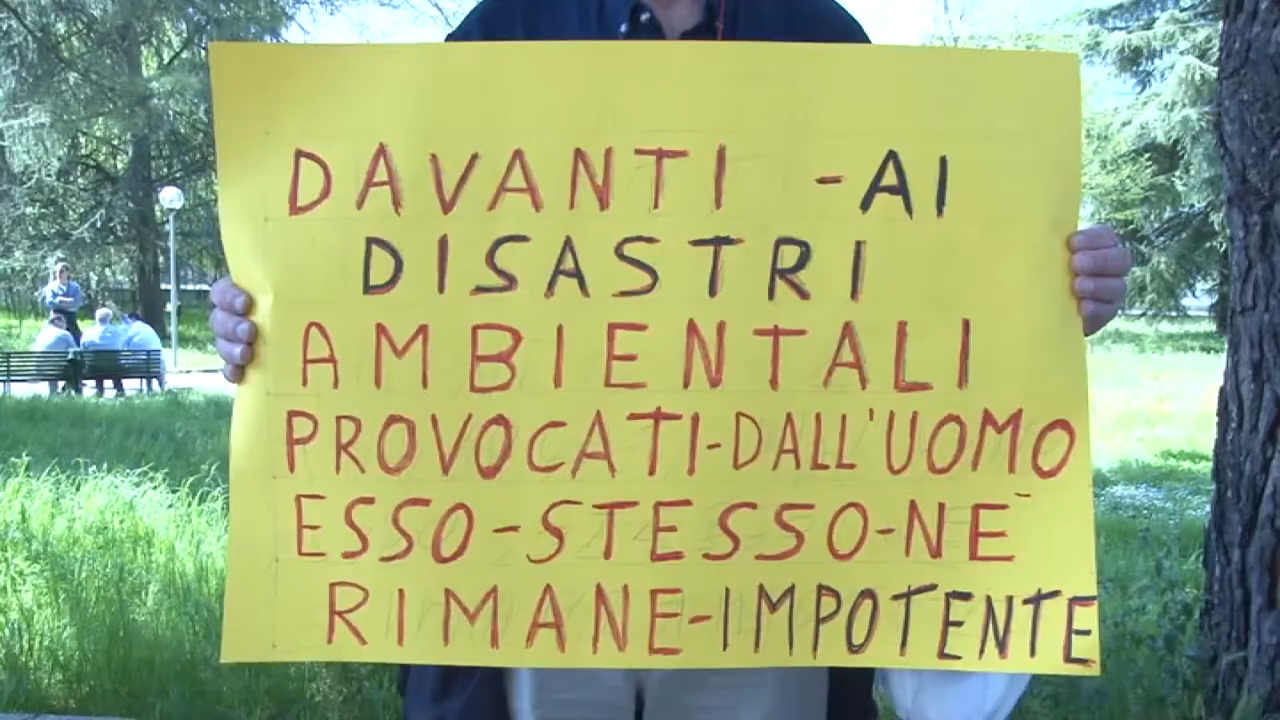 DAVANTI -AI
DISASTRI
AMBIENTALI
PROVOCATI-DALL'UOMO
ESSO-STESSO-NE`
RIMANE-IMPOTENTE